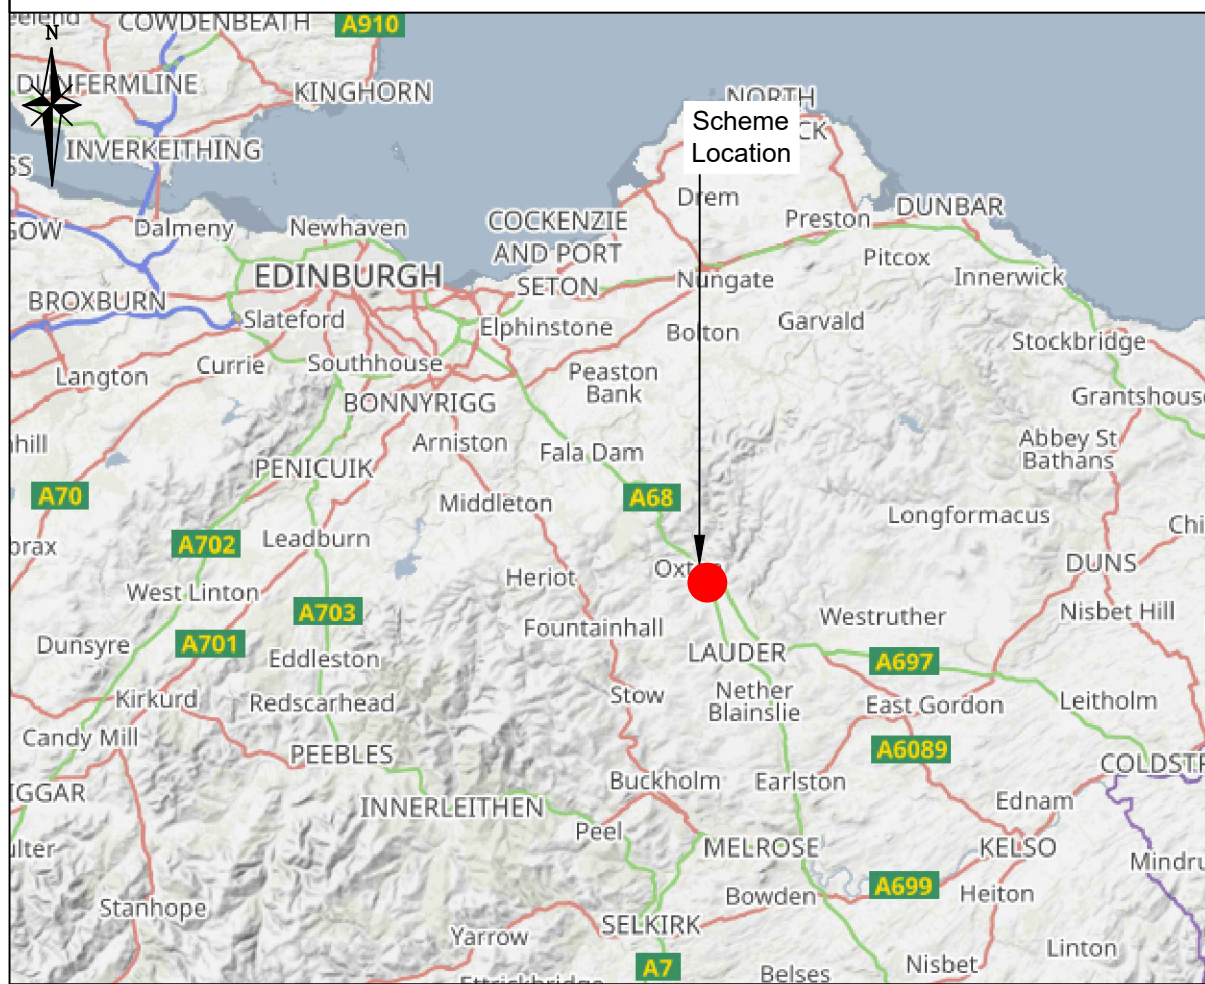 COWDENBEATH
A910
N
DUNFERMLINE
KINGHORN
NORTH
Scheme
Location
INVERKEITHING
Drem
COCKENZIE
AND PORT
SETON
Preston
DUNBAR
Dalmeny
Newhaven
Pitcox
Innerwick
EDINBURGH
Nungate
BROXBURN
Slateford
Elphinstone
Bolton
Garvald
Stockbridge
Currie
Southhouse
Langton
Peaston
Bank
BONNYRIGG
Arniston
Fala Dam
Abbey St
Bathans
PENICUIK
A70
A68
Middleton
Longformacus
A702
Leadburn
DUNS
Heriot
West Linton
A703
Westruther
Nisbet Hill
Fountainhall
Dunsyre
A701
Eddleston
LAUDER
A697
Kirkurd
Redscarhead
Stow
Nether
Blainslie
East Gordon
Leitholm
Candy Mill
PEEBLES
A6089
Buckholm
Earlston
INNERLEITHEN
Ednam
Peel
MELROSE
KELSO
Bowden
A699
Heiton
Stanhope
SELKIRK
Yarrow
Linton
A7
Belses
Nisbet